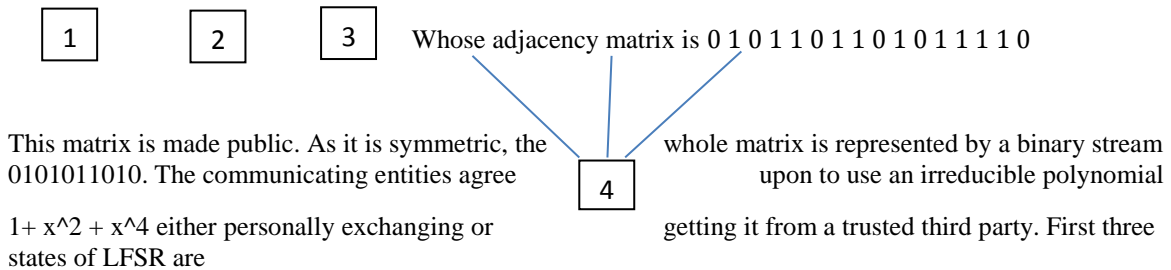 1 2 3 Whose adjacency matrix is 0 1 0 1 1 0 1 1 0 1 0 1 1 1 1 0
This matrix is made public. As it is symmetric, the whole matrix is represented by a binary stream
0101011010. The communicating entities agree upon to use an irreducible polynomial
4
1+ x^2 + x^4 either personally exchanging or getting it from a trusted third party. First three
states of LFSR are